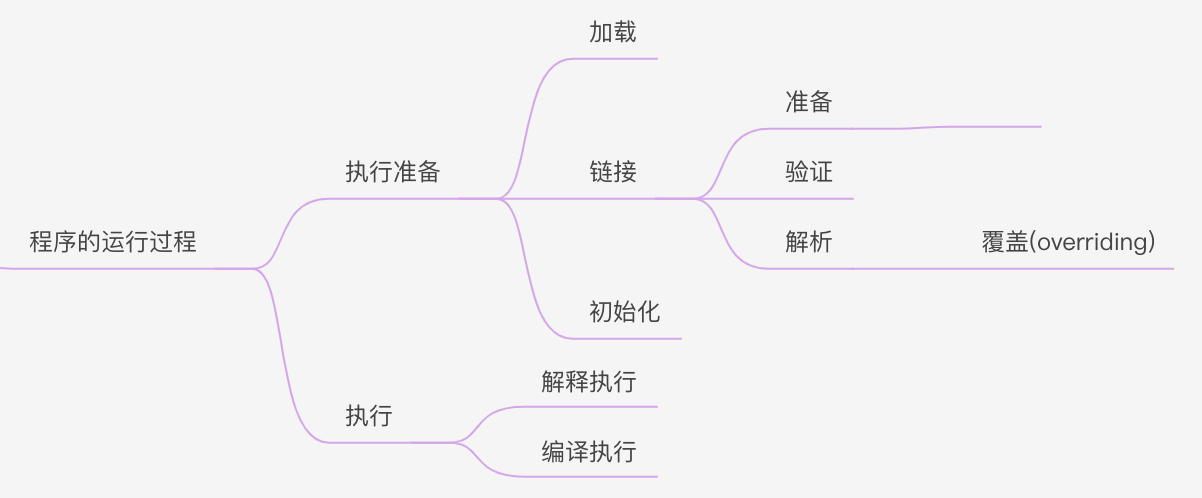 加载
准备
执行准备
链接
验证
程序的运行过程
解析
覆盖(overriding)
初始化
解释执行
执行
编译执行